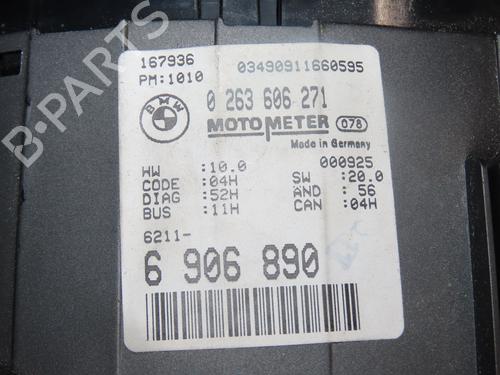 167936
PM:1010
03490911660595
BMW
0 263 606 271
MOTOMETER 078
Made in Germany
000925
HW :10.0
CODE :04H
DIAG :52H
BUS :11H
SW :20.0
AND : 56
CAN :04H
6211-
6 906 890
B-PARTS